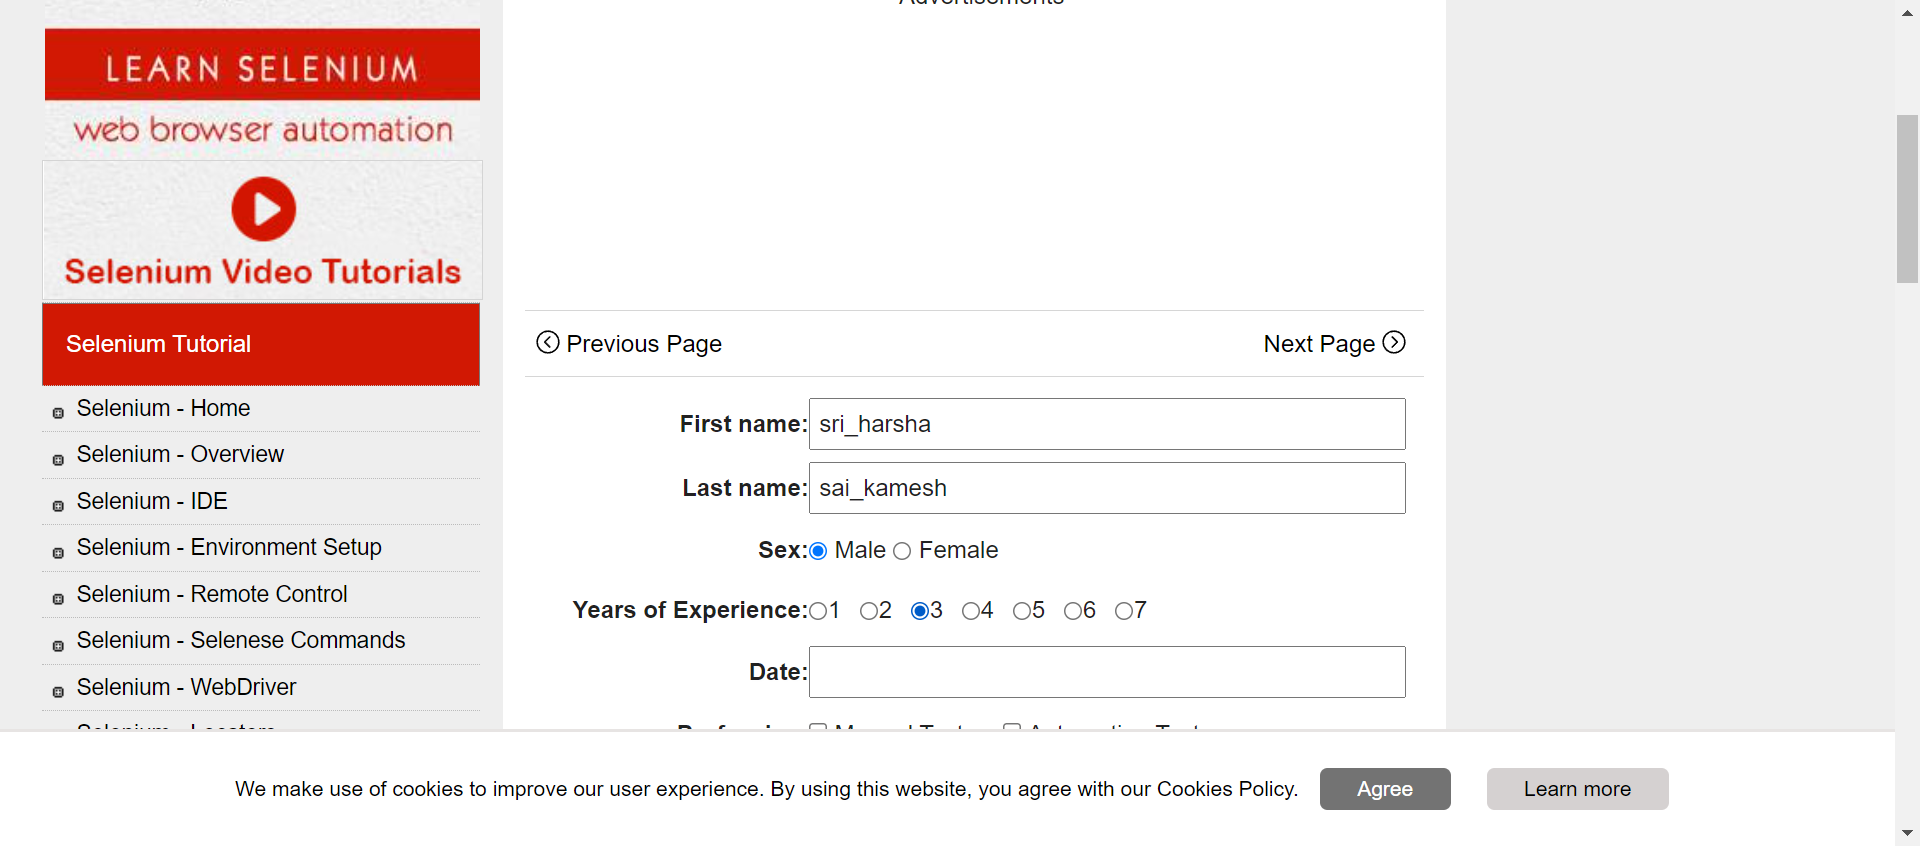 Advertisements
LEARN SELENIUM
web browser automation
Selenium Video Tutorials
Selenium Tutorial
Selenium - Home
Selenium - Overview
Selenium - IDE
Selenium - Environment Setup
Selenium - Remote Control
Selenium - Selenese Commands
Selenium - WebDriver
Selenium - Locators
Previous Page
Next Page
First name: sri_harsha
Last name: sai_kamesh
Sex: Male Female
Years of Experience: 1 2 3 4 5 6 7
Date:
We make use of cookies to improve our user experience. By using this website, you agree with our Cookies Policy. Agree Learn more